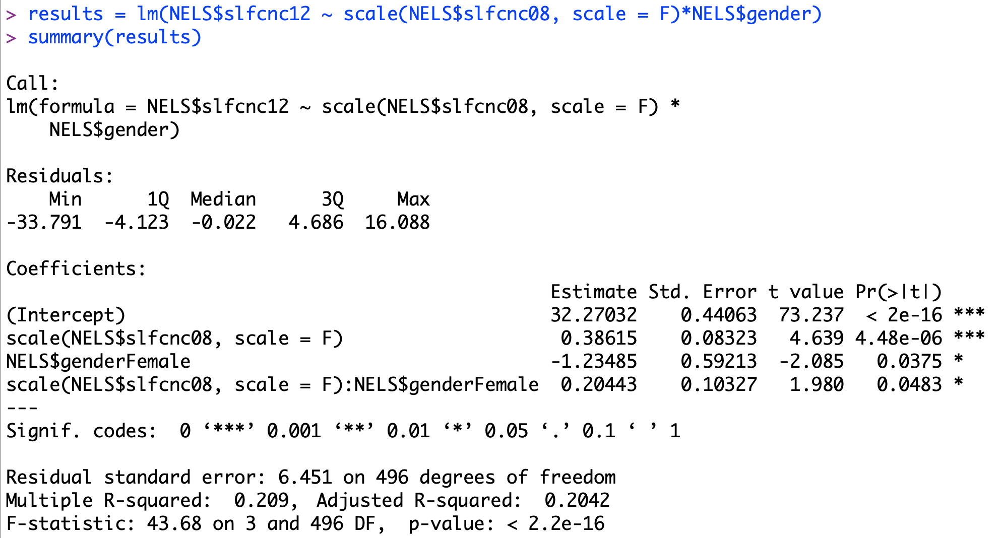 > results = lm(NELS$slfcnc12 ~ scale(NELS$slfcnc08, scale = F)*NELS$gender)
> summary(results)

Call:
lm(formula = NELS$slfcnc12 ~ scale(NELS$slfcnc08, scale = F) *
    NELS$gender)

Residuals:
    Min      1Q  Median      3Q     Max
-33.791  -4.123  -0.022   4.686  16.088

Coefficients:
                                                  Estimate Std. Error t value Pr(>|t|)
(Intercept)                                       32.27032    0.44063  73.237  < 2e-16 ***
scale(NELS$slfcnc08, scale = F)                    0.38615    0.08323   4.639 4.48e-06 ***
NELS$genderFemale                                 -1.23485    0.59213  -2.085   0.0375 *
scale(NELS$slfcnc08, scale = F):NELS$genderFemale  0.20443    0.10327   1.980   0.0483 *
---
Signif. codes:  0 ‘***’ 0.001 ‘**’ 0.01 ‘*’ 0.05 ‘.’ 0.1 ‘ ’ 1

Residual standard error: 6.451 on 496 degrees of freedom
Multiple R-squared:  0.209,	Adjusted R-squared:  0.2042
F-statistic: 43.68 on 3 and 496 DF,  p-value: < 2.2e-16